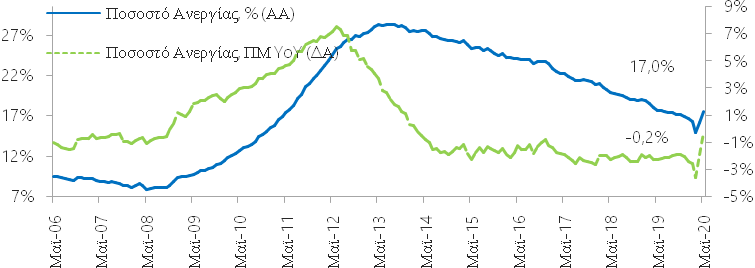 Ποσοστό Ανεργίας, % (ΑΑ)
Ποσοστό Ανεργίας, ΠΜ ΥοΥ (ΔΑ)
27%
22%
17%
12%
7%
9%
7%
5%
3%
1%
-1%
-3%
-5%
17,0%
-0,2%
Μαϊ-06
Μαϊ-07
Μαϊ-08
Μαϊ-09
Μαϊ-10
Μαϊ-11
Μαϊ-12
Μαϊ-13
Μαϊ-14
Μαϊ-15
Μαϊ-16
Μαϊ-17
Μαϊ-18
Μαϊ-19
Μαϊ-20